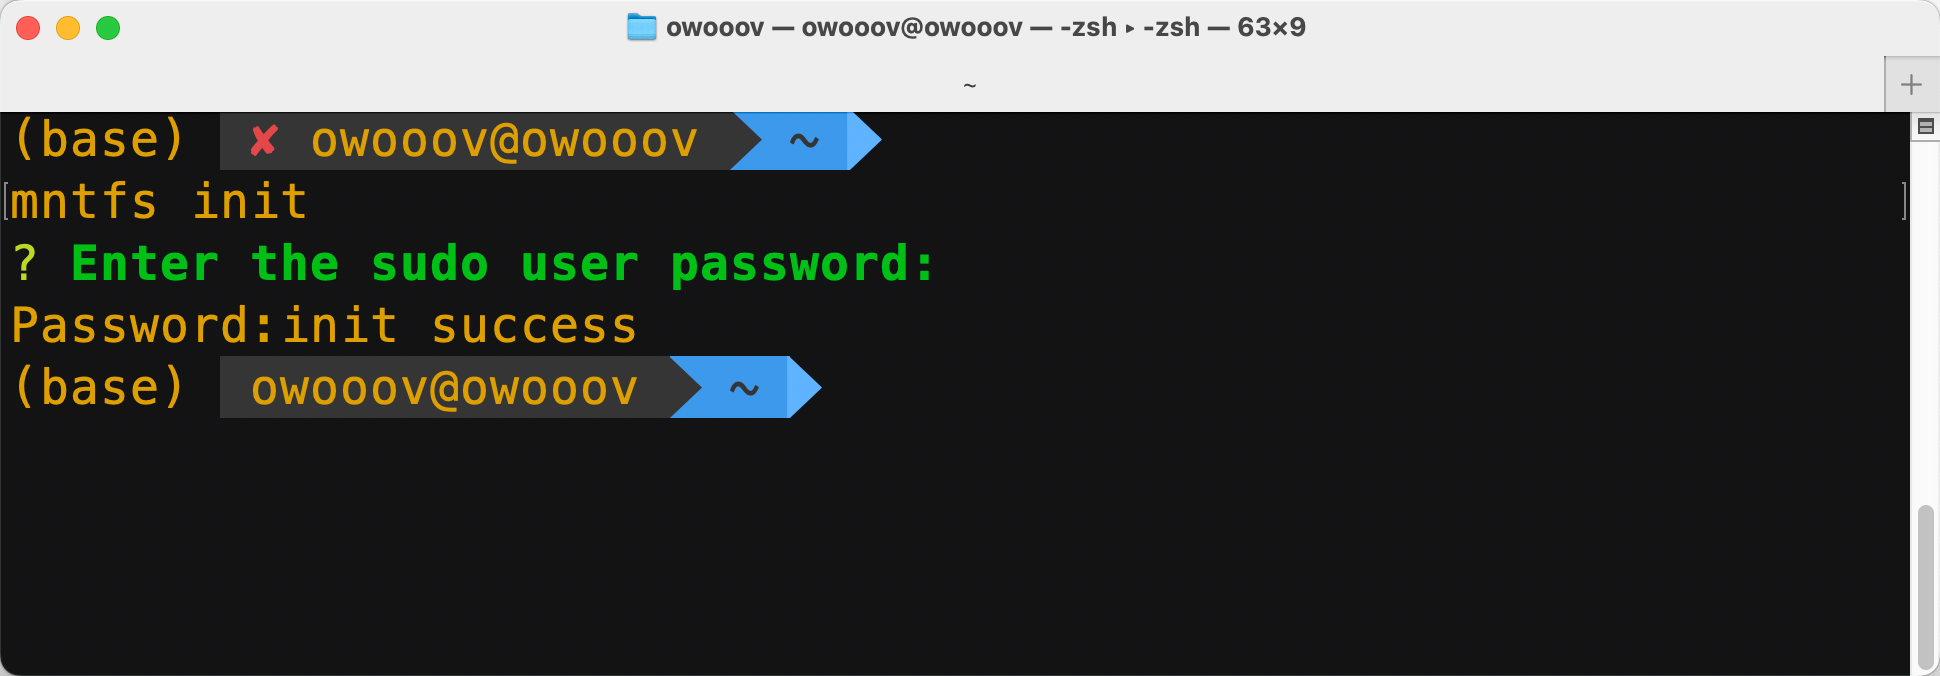 owooov — owooov@owooov — -zsh ▸ -zsh — 63×9
~
(base) ✘ owooov@owooov ~
mntfs init
? Enter the sudo user password:
Password:init success
(base) owooov@owooov ~